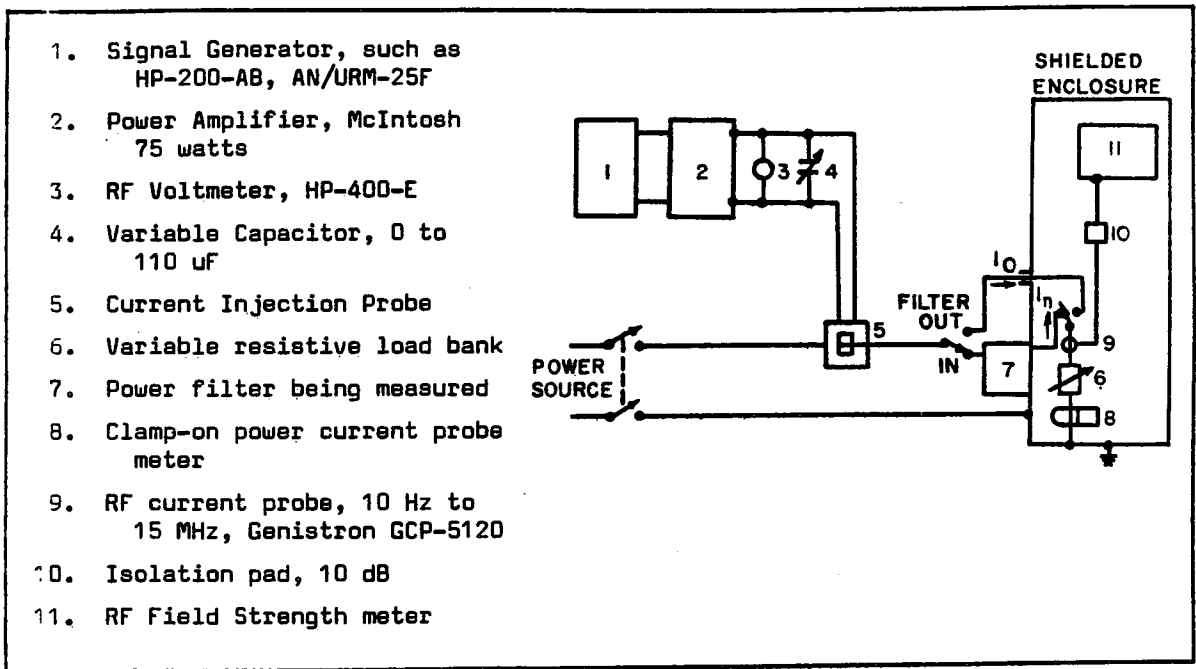 1. Signal Generator, such as
HP-200-AB, AN/URM-25F
2. Power Amplifier, McIntosh
75 watts
3. RF Voltmeter, HP-400-E
4. Variable Capacitor, 0 to
110 uF
5. Current Injection Probe
6. Variable resistive load bank
7. Power filter being measured
8. Clamp-on power current probe
meter
9. RF current probe, 10 Hz to
15 MHz, Genistron GCP-5120
10. Isolation pad, 10 dB
11. RF Field Strength meter
SHIELDED
ENCLOSURE
1
2
3
4
11
10
IO
In
FILTER
OUT
5
IN
7
9
6
8
POWER
SOURCE